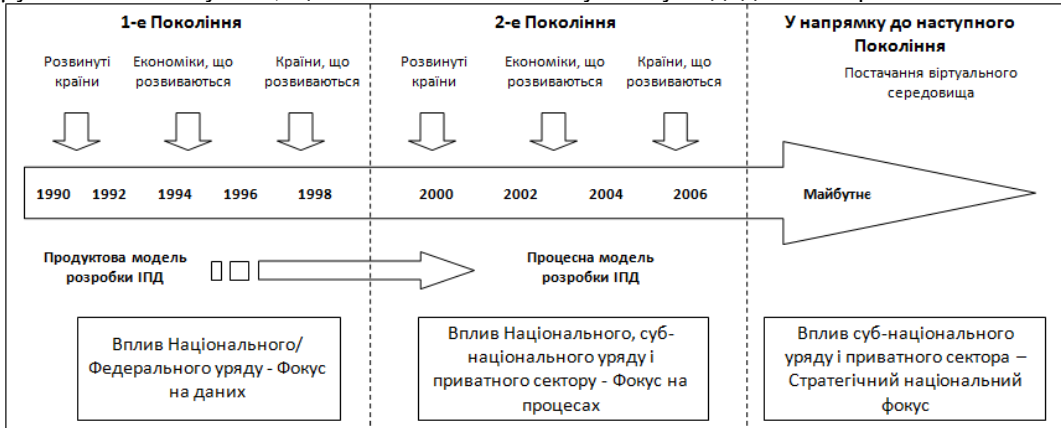 1-е Покоління
2-е Покоління
У напрямку до наступного
Покоління
Розвинуті
країни
Економіки, що
розвиваються
Країни, що
розвиваються
Розвинуті
країни
Економіки, що
розвиваються
Країни, що
розвиваються
Постачання віртуального
середовища
1990 1992 1994 1996 1998 2000 2002 2004 2006 Майбутнє
Продуктова модель
розробки ІПД
Процесна модель
розробки ІПД
Вплив Національного/
Федерального уряду - Фокус
на даних
Вплив Національного, суб-
національного уряду і
приватного сектору - Фокус на
процесах
Вплив суб-національного
уряду і приватного сектора –
Стратегічний національний
фокус